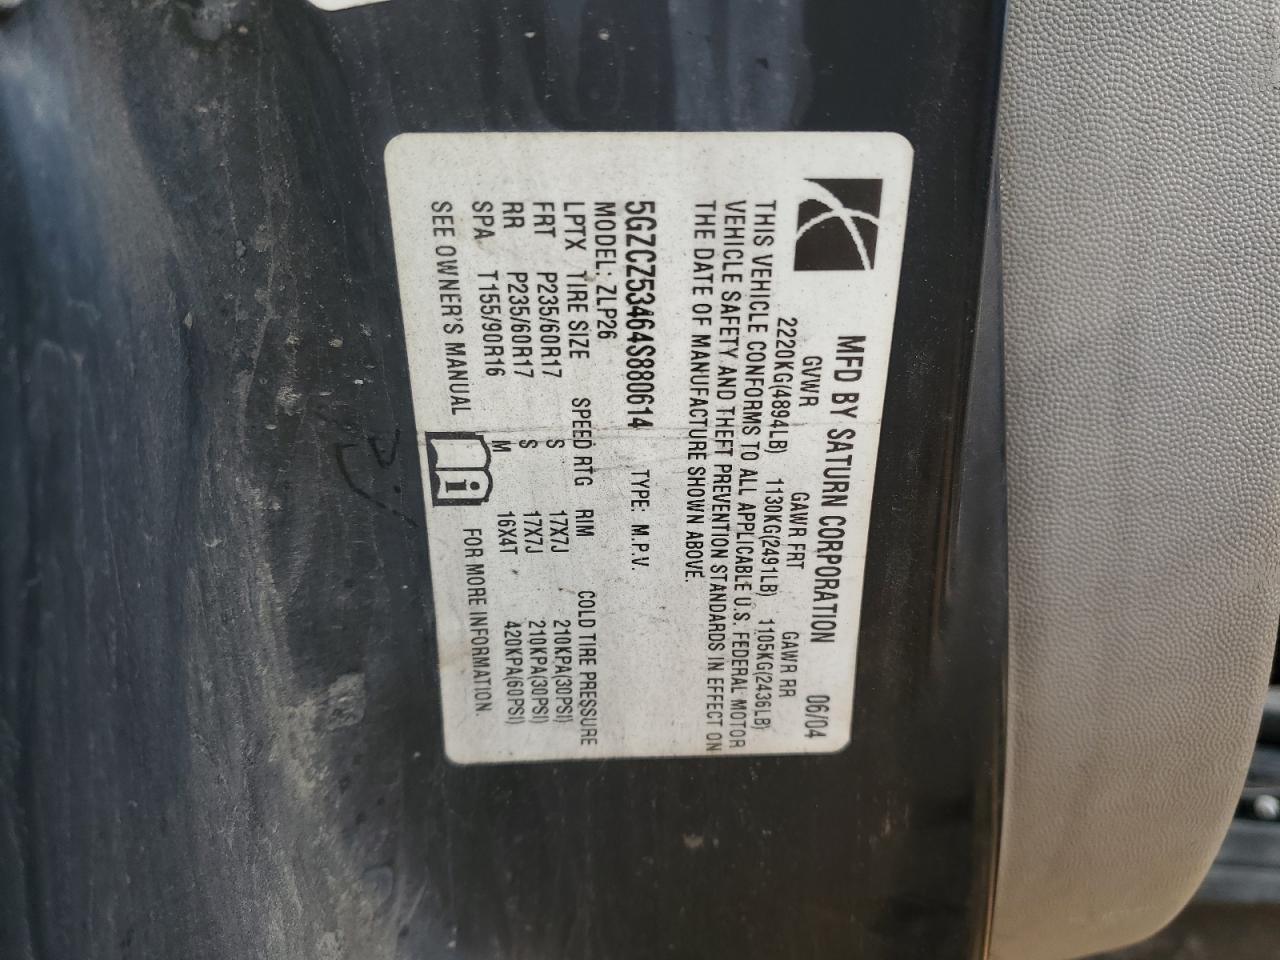 MFD BY SATURN CORPORATION 06/04
GVWR GAWR FRT GAWR RR
2220KG(4894LB) 1130KG(2491LB) 1105KG(2436LB)
THIS VEHICLE CONFORMS TO ALL APPLICABLE U.S. FEDERAL MOTOR
VEHICLE SAFETY AND THEFT PREVENTION STANDARDS IN EFFECT ON
THE DATE OF MANUFACTURE SHOWN ABOVE.
5GZCZ53464S880614 TYPE: M.P.V.
MODEL: ZLP26
LPTX TIRE SIZE SPEED RTG RIM COLD TIRE PRESSURE
FRT P235/60R17 S 17X7J 210KPA(30PSI)
RR P235/60R17 S 17X7J 210KPA(30PSI)
SPA T155/90R16 M 16X4T 420KPA(60PSI)
SEE OWNER'S MANUAL i FOR MORE INFORMATION.